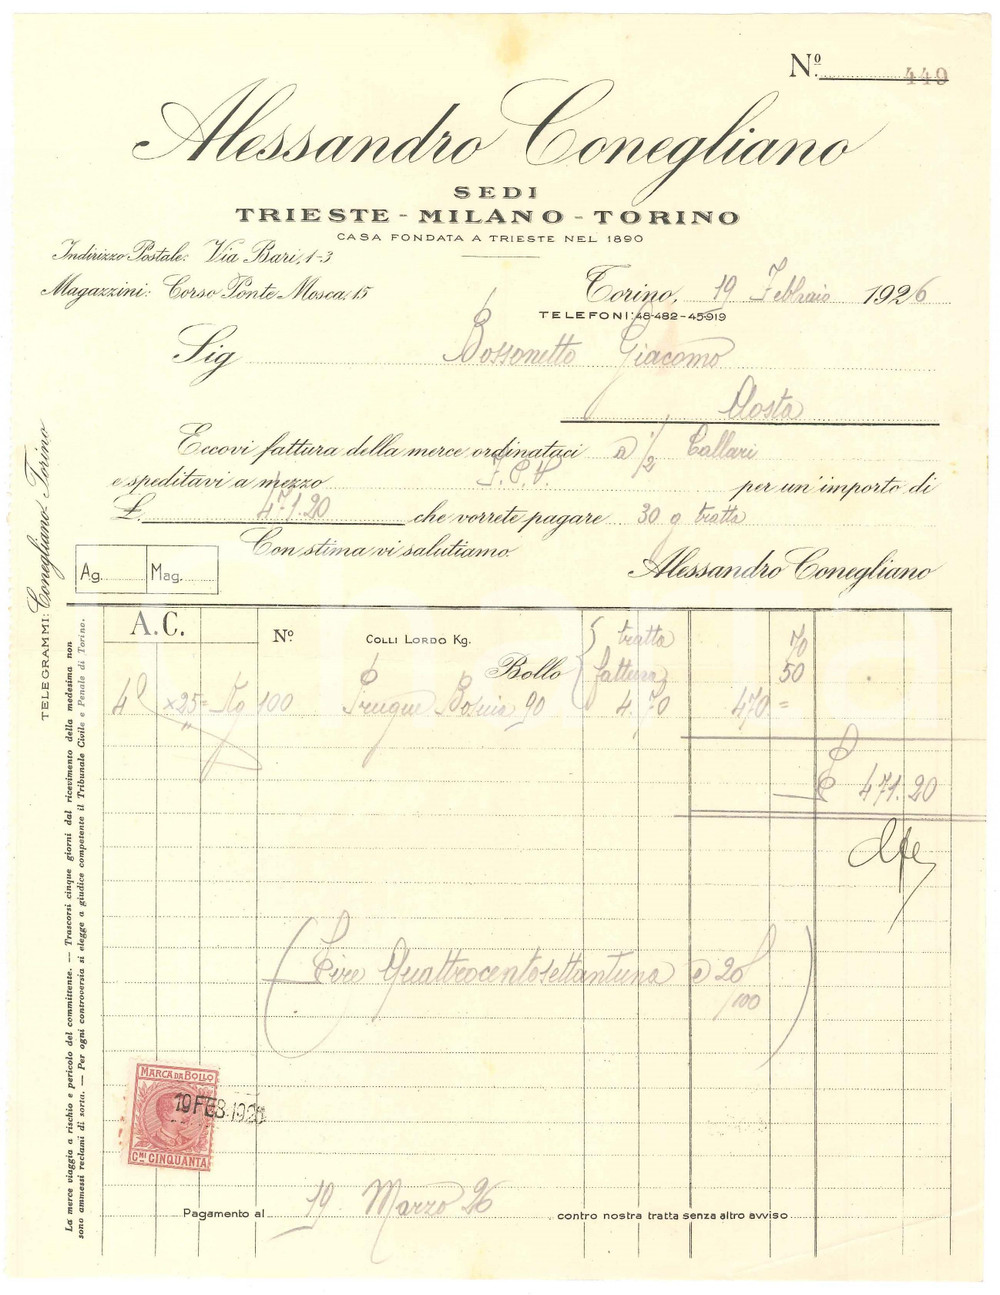 Nº 449
Alessandro Conegliano
SEDI
TRIESTE - MILANO - TORINO
CASA FONDATA A TRIESTE NEL 1890
Indirizzo Postale: Via Bari, 1-3
Magazzini: Corso Ponte Mosca: 15
Torino, 19 Febbraio 1926
TELEFONI: 48-482 - 45-919
Sig Bossonetto Giacomo
Aosta
Eccovi fattura della merce ordinataci a ½ Callari
e speditavi a mezzo per un'importo di
£. 471.20 che vorrete pagare 30 g tratta
Con stima vi salutiamo
Alessandro Conegliano
Ag. Mag.
TELEGRAMMI: Conegliano: Torino
A. C. Nº COLLI LORDO KG. tratta 70
Bollo fattura 50
4 C x 25 = Ko 100 Prugne Bosnia 90 4.70 470 =
£ 471.20
(Lire Quattrocentosettantuna e 20/100)
MARCA DA BOLLO
19 FEB. 1926
CMI CINQUANTA
Pagamento al 19 Marzo 26 contro nostra tratta senza altro avviso
La merce viaggia a rischio e pericolo del committente. — Trascorsi cinque giorni dal ricevimento della medesima non
sono ammessi reclami di sorta. — Per ogni controversia si elegge a giudice competente il Tribunale Civile e Penale di Torino.